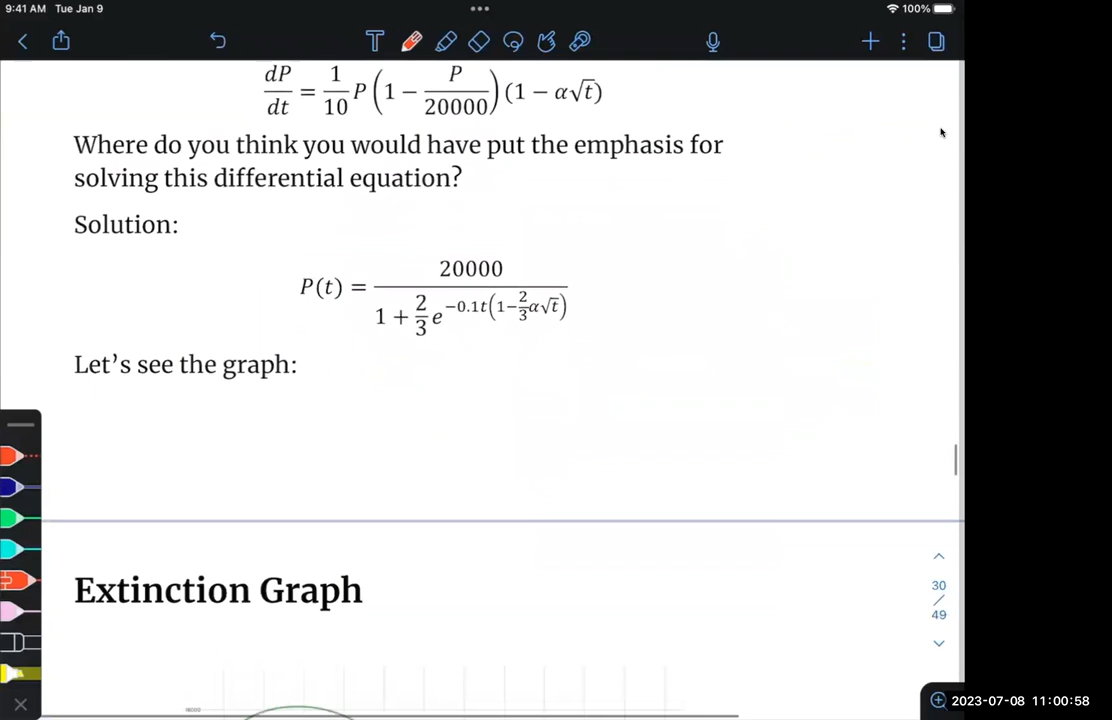 9:41 AM Tue Jan 9
100%
dP/dt = 1/10 P(1 − P/20000)(1 − α√t)
Where do you think you would have put the emphasis for
solving this differential equation?
Solution:
P(t) = 20000 / (1 + 2/3 e^(−0.1t(1−2/3 α√t)))
Let’s see the graph:
30
/
49
Extinction Graph
2023-07-08 11:00:58